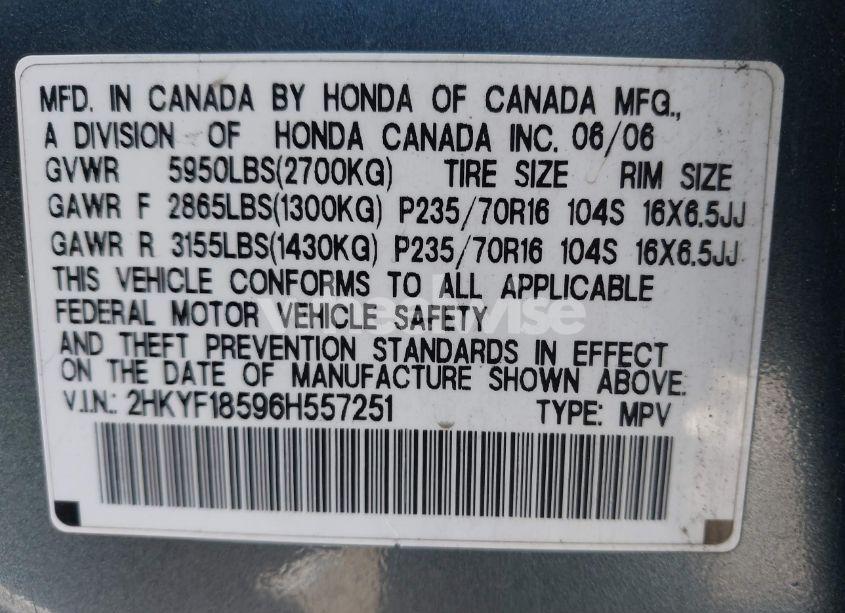 MFD. IN CANADA BY HONDA OF CANADA MFG.,
A DIVISION OF HONDA CANADA INC. 06/06
GVWR 5950LBS(2700KG) TIRE SIZE RIM SIZE
GAWR F 2865LBS(1300KG) P235/70R16 104S 16X6.5JJ
GAWR R 3155LBS(1430KG) P235/70R16 104S 16X6.5JJ
THIS VEHICLE CONFORMS TO ALL APPLICABLE
FEDERAL MOTOR VEHICLE SAFETY
AND THEFT PREVENTION STANDARDS IN EFFECT
ON THE DATE OF MANUFACTURE SHOWN ABOVE.
V.I.N.: 2HKYF18596H557251 TYPE: MPV